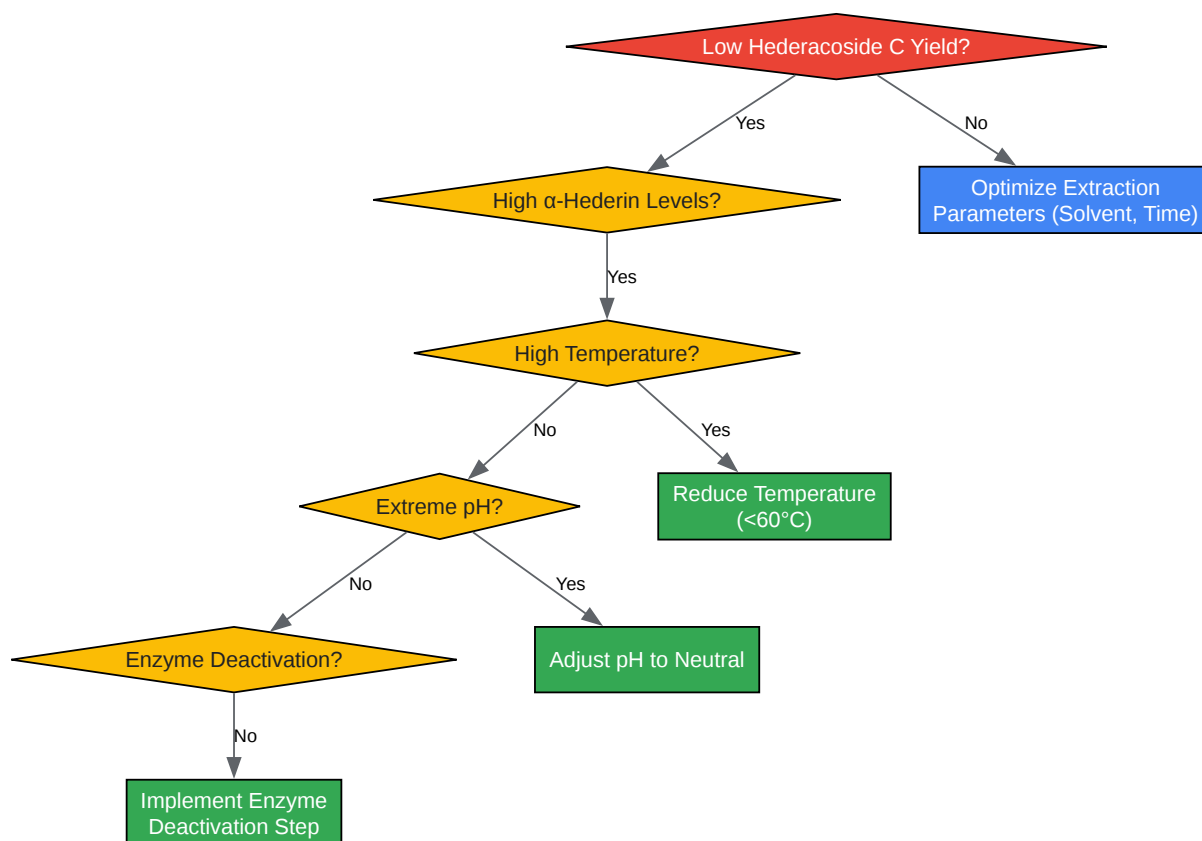 Low Hederacoside C Yield?
Yes
No
High α-Hederin Levels?
Optimize Extraction
Parameters (Solvent, Time)
Yes
High Temperature?
No
Yes
Extreme pH?
Reduce Temperature
(<60°C)
No
Yes
Enzyme Deactivation?
Adjust pH to Neutral
No
Implement Enzyme
Deactivation Step